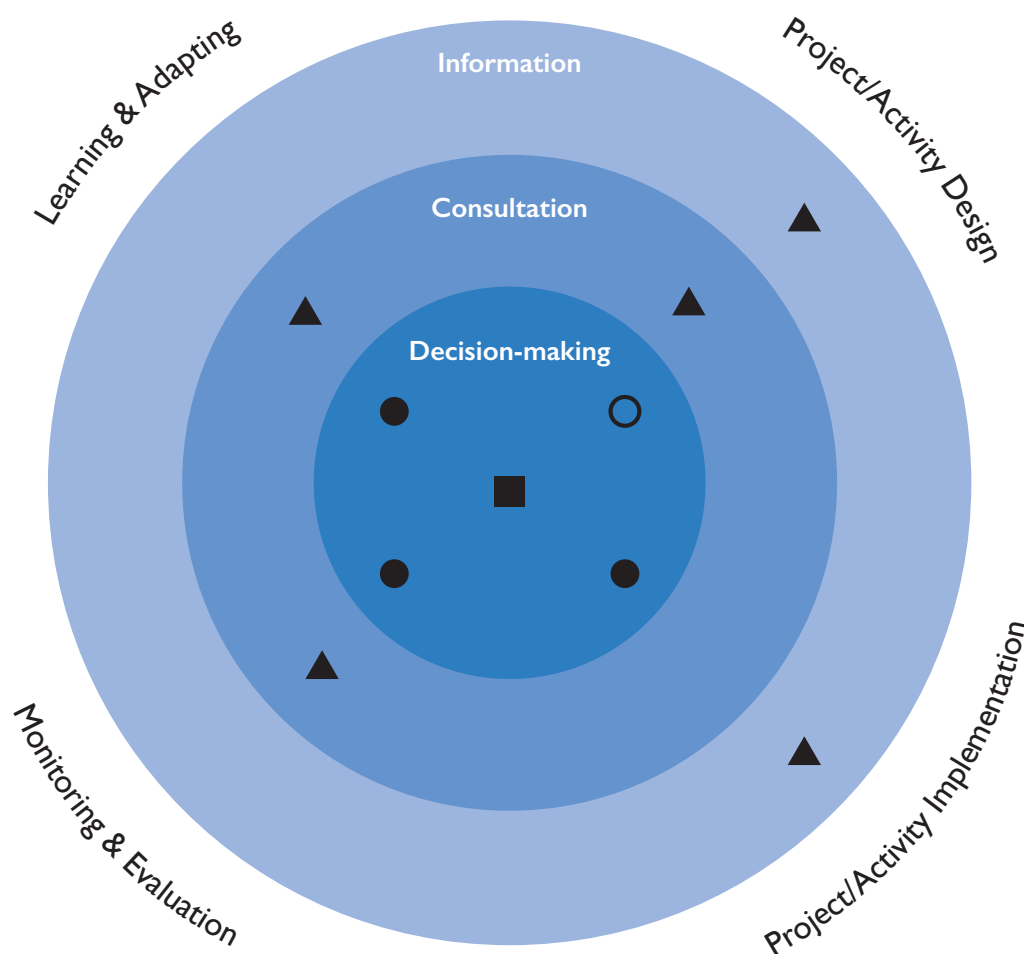 Learning & Adapting
Information
Project/Activity Design
Consultation
Decision-making
Monitoring & Evaluation
Project/Activity Implementation